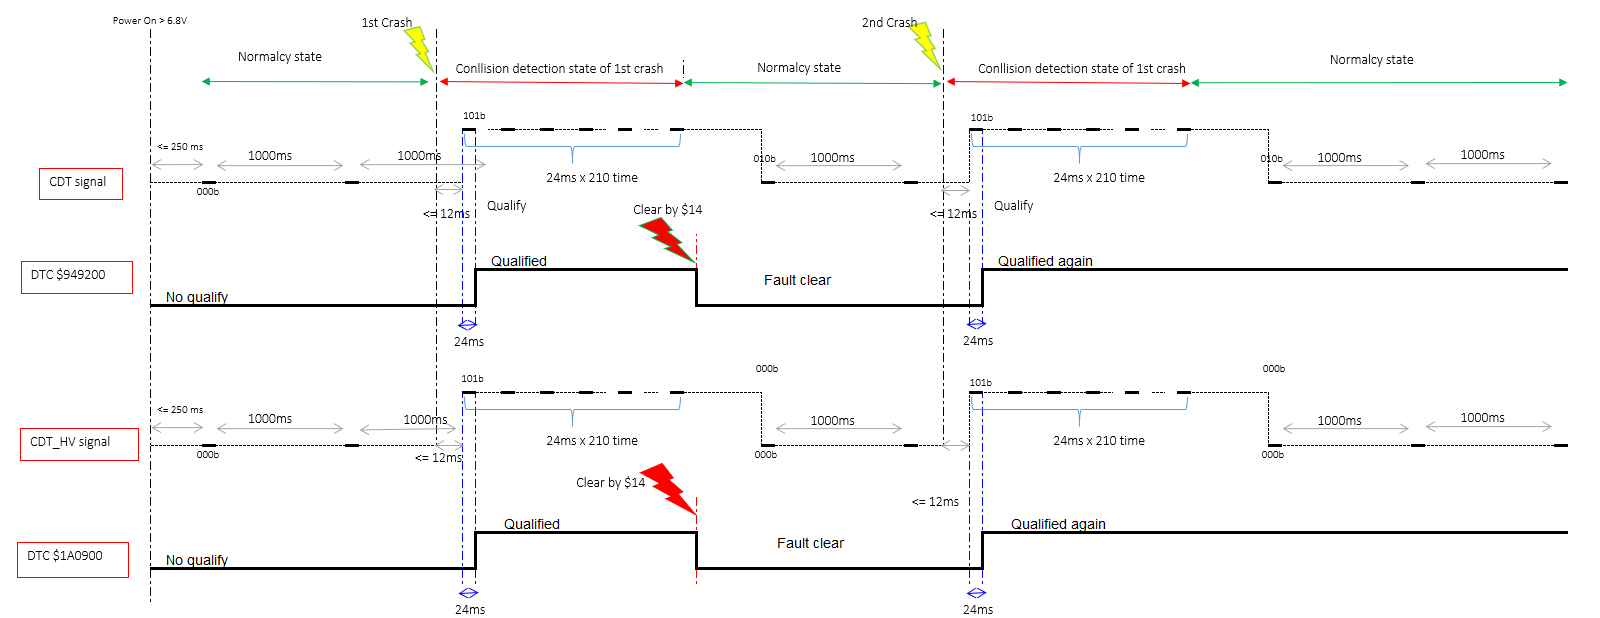 Power On > 6.8V
1st Crash
2nd Crash
Normalcy state
Conllision detection state of 1st crash
Normalcy state
Conllision detection state of 1st crash
Normalcy state
101b
101b
<= 250 ms
1000ms
1000ms
010b
1000ms
010b
1000ms
1000ms
CDT signal
000b
24ms x 210 time
24ms x 210 time
<= 12ms
Qualify
Clear by $14
<= 12ms
Qualify
DTC $949200
No qualify
Qualified
Fault clear
Qualified again
24ms
24ms
000b
000b
101b
101b
<= 250 ms
1000ms
1000ms
1000ms
1000ms
1000ms
CDT_HV signal
000b
<= 12ms
24ms x 210 time
000b
24ms x 210 time
000b
Clear by $14
<= 12ms
DTC $1A0900
No qualify
Qualified
Fault clear
Qualified again
24ms
24ms